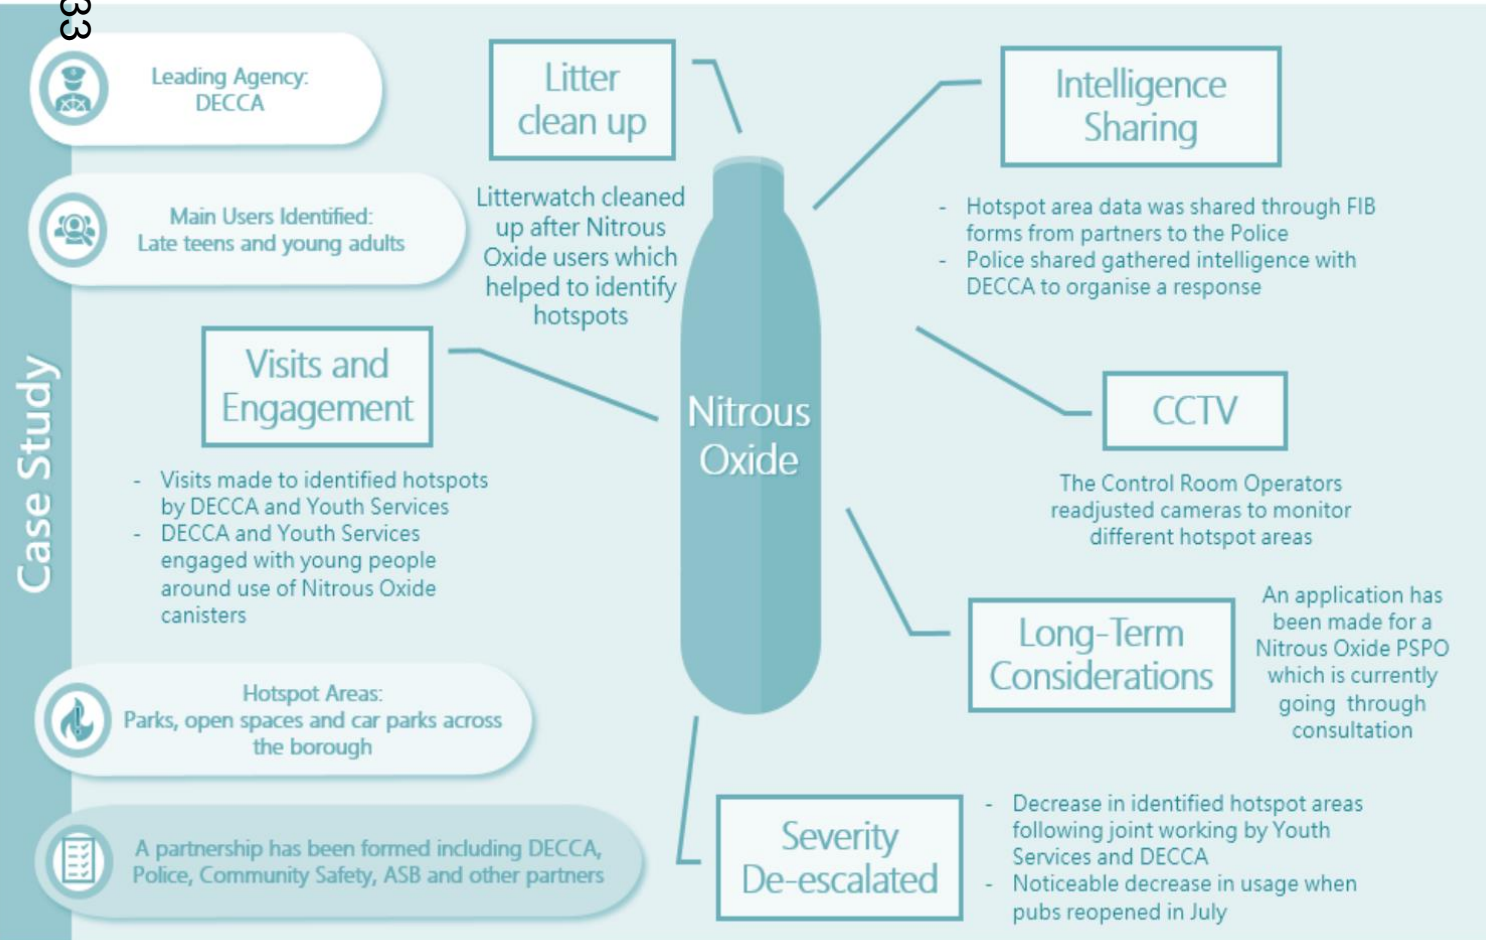 33
Case Study
Leading Agency:
DECCA
Main Users Identified:
Late teens and young adults
Litter
clean up
Litterwatch cleaned
up after Nitrous
Oxide users which
helped to identify
hotspots
Intelligence
Sharing
- Hotspot area data was shared through FIB
forms from partners to the Police
- Police shared gathered intelligence with
DECCA to organise a response
Visits and
Engagement
- Visits made to identified hotspots
by DECCA and Youth Services
- DECCA and Youth Services
engaged with young people
around use of Nitrous Oxide
canisters
Nitrous
Oxide
CCTV
The Control Room Operators
readjusted cameras to monitor
different hotspot areas
Long-Term
Considerations
An application has
been made for a
Nitrous Oxide PSPO
which is currently
going through
consultation
Hotspot Areas:
Parks, open spaces and car parks across
the borough
A partnership has been formed including DECCA,
Police, Community Safety, ASB and other partners
Severity
De-escalated
- Decrease in identified hotspot areas
following joint working by Youth
Services and DECCA
- Noticeable decrease in usage when
pubs reopened in July